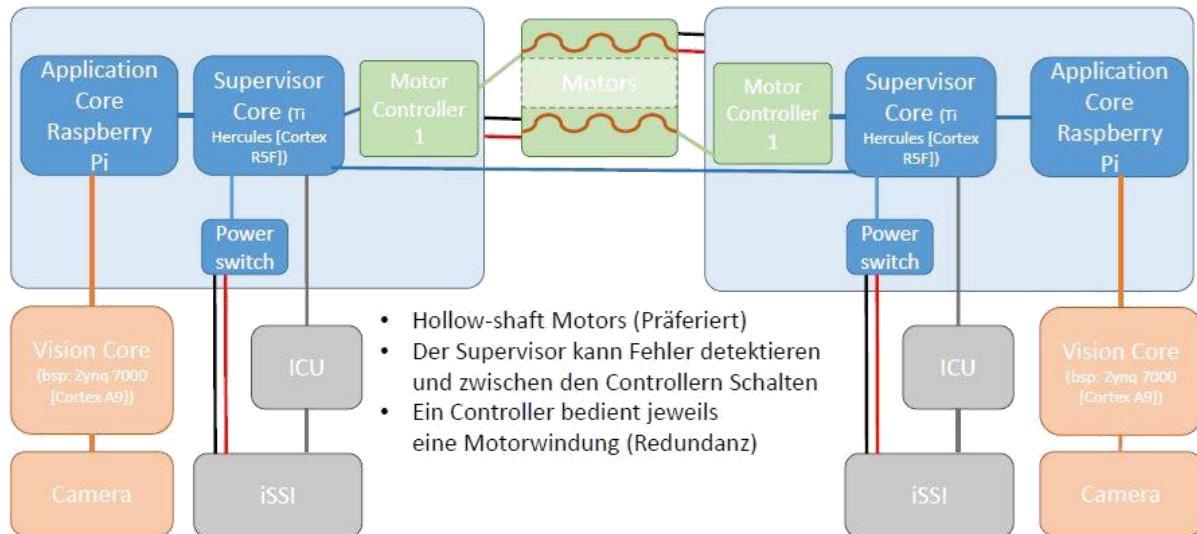 Application
Core
Raspberry
Pi
Supervisor
Core (Ti
Hercules [Cortex
R5F])
Motor
Controller
1
Motors
Motor
Controller
1
Supervisor
Core (Ti
Hercules [Cortex
R5F])
Application
Core
Raspberry
Pi
Power
switch
Power
switch
Vision Core
(bsp: Zynq 7000
[Cortex A9])
ICU
• Hollow-shaft Motors (Präferiert)
• Der Supervisor kann Fehler detektieren
und zwischen den Controllern Schalten
• Ein Controller bedient jeweils
eine Motorwindung (Redundanz)
ICU
Vision Core
(bsp: Zynq 7000
[Cortex A9])
Camera
iSSI
iSSI
Camera